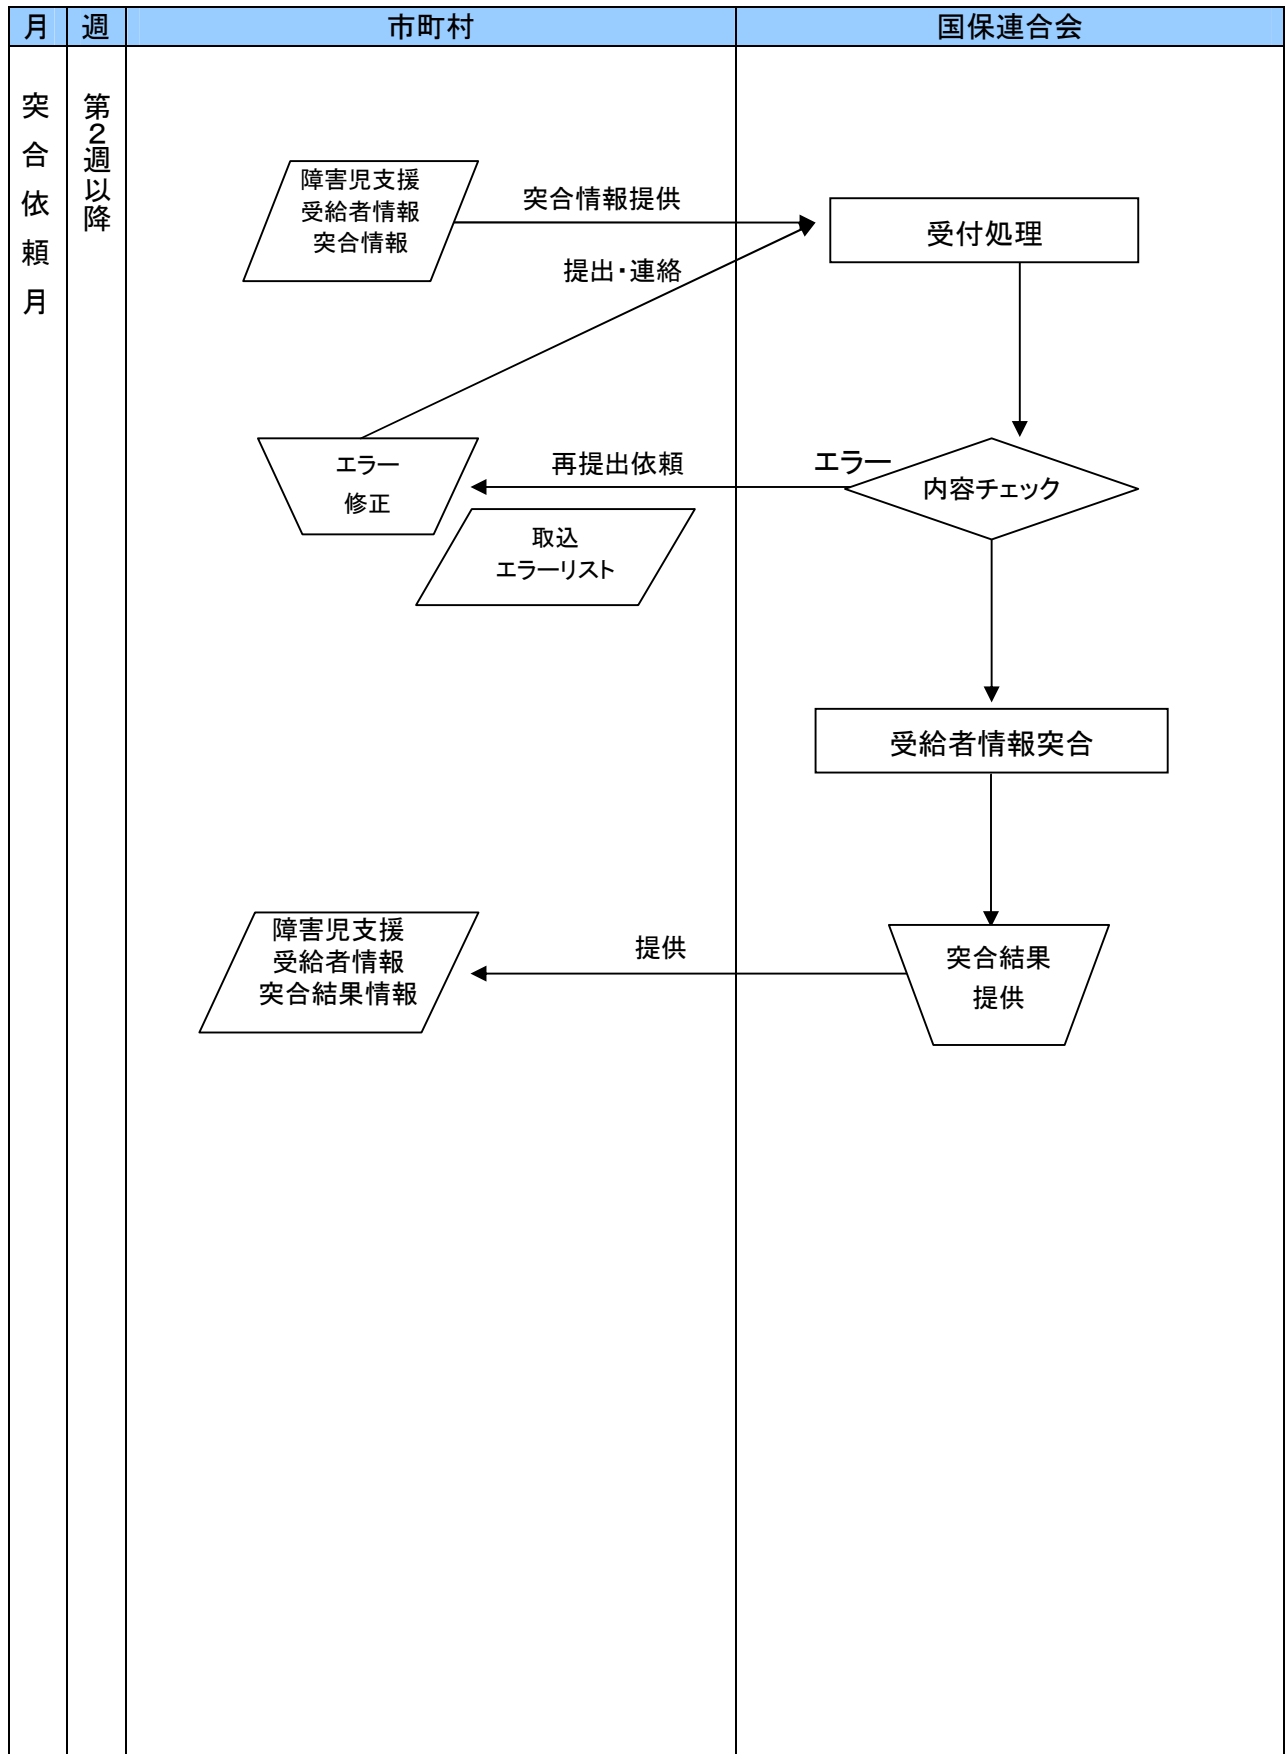 月 週 市町村 国保連合会
突合依頼月
第2週以降
障害児支援
受給者情報
突合情報
突合情報提供
受付処理
提出・連絡
エラー
修正
再提出依頼
エラー
内容チェック
取込
エラーリスト
受給者情報突合
障害児支援
受給者情報
突合結果情報
提供
突合結果
提供